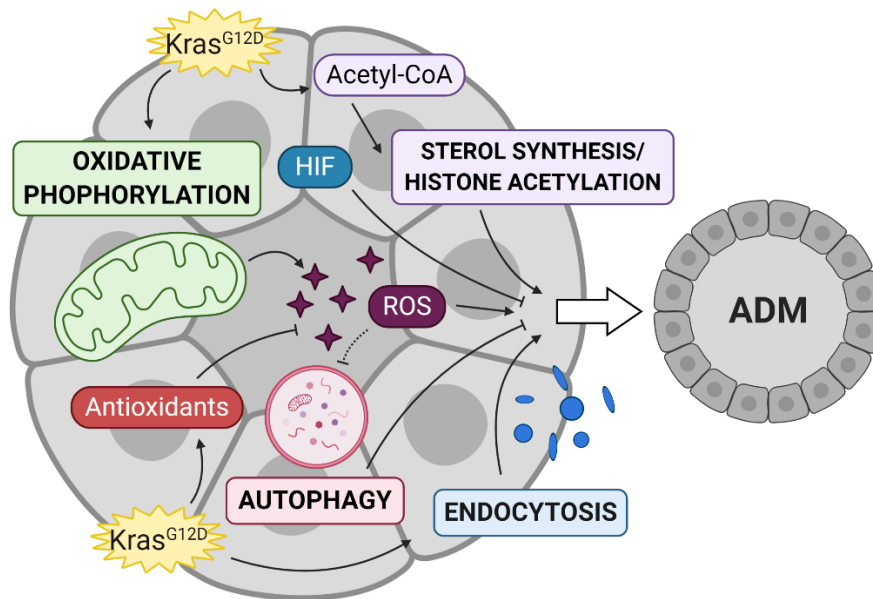 Kras^G12D
Acetyl-CoA
OXIDATIVE
PHOPHORYLATION
HIF
STEROL SYNTHESIS/
HISTONE ACETYLATION
ROS
ADM
Antioxidants
AUTOPHAGY
ENDOCYTOSIS
Kras^G12D